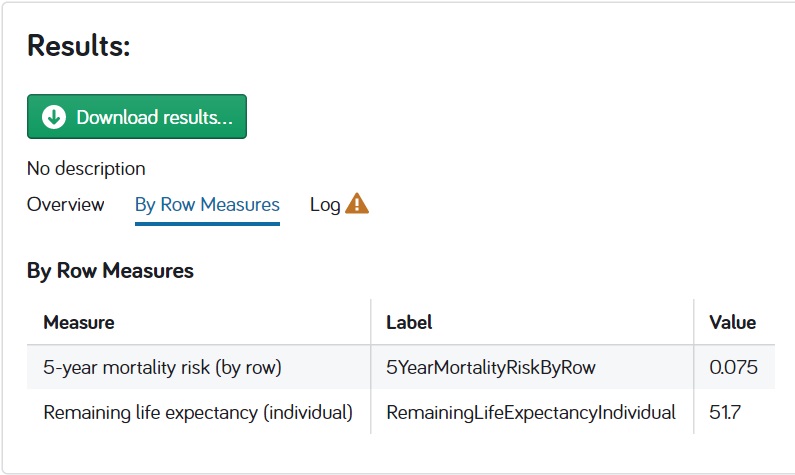 Results:
Download results...
No description
Overview By Row Measures Log
By Row Measures
Measure Label Value
5-year mortality risk (by row) 5YearMortalityRiskByRow 0.075
Remaining life expectancy (individual) RemainingLifeExpectancyIndividual 51.7